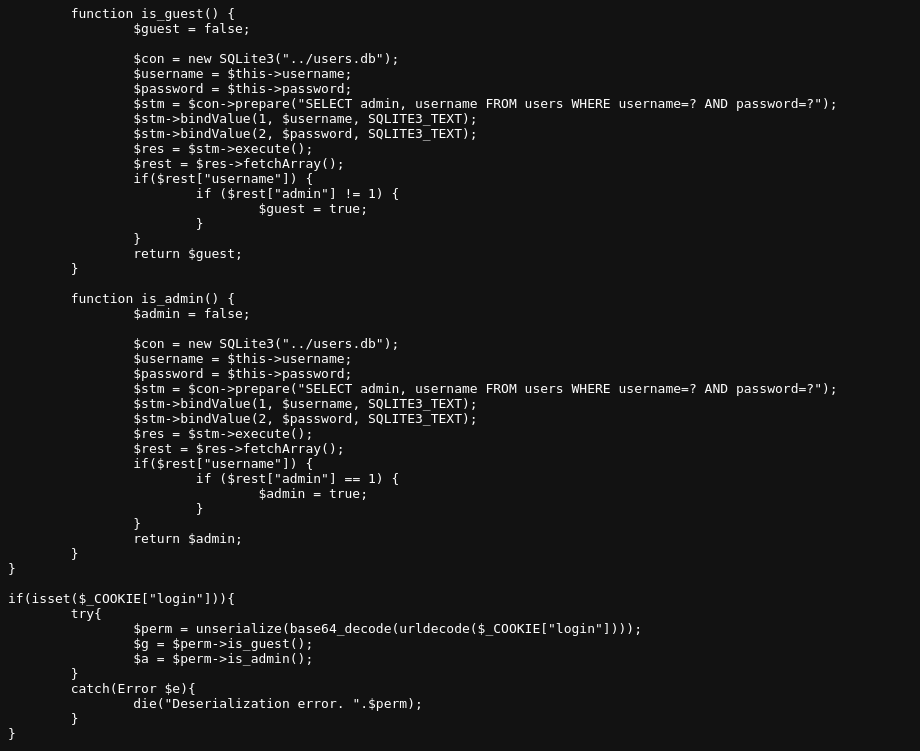 function is_guest() {
$guest = false;
$con = new SQLite3("../users.db");
$username = $this->username;
$password = $this->password;
$stm = $con->prepare("SELECT admin, username FROM users WHERE username=? AND password=?");
$stm->bindValue(1, $username, SQLITE3_TEXT);
$stm->bindValue(2, $password, SQLITE3_TEXT);
$res = $stm->execute();
$rest = $res->fetchArray();
if($rest["username"]) {
if ($rest["admin"] != 1) {
$guest = true;
}
}
return $guest;
}
function is_admin() {
$admin = false;
$con = new SQLite3("../users.db");
$username = $this->username;
$password = $this->password;
$stm = $con->prepare("SELECT admin, username FROM users WHERE username=? AND password=?");
$stm->bindValue(1, $username, SQLITE3_TEXT);
$stm->bindValue(2, $password, SQLITE3_TEXT);
$res = $stm->execute();
$rest = $res->fetchArray();
if($rest["username"]) {
if ($rest["admin"] == 1) {
$admin = true;
}
}
return $admin;
}
}
if(isset($_COOKIE["login"])){
try{
$perm = unserialize(base64_decode(urldecode($_COOKIE["login"])));
$g = $perm->is_guest();
$a = $perm->is_admin();
}
catch(Error $e){
die("Deserialization error. ".$perm);
}
}